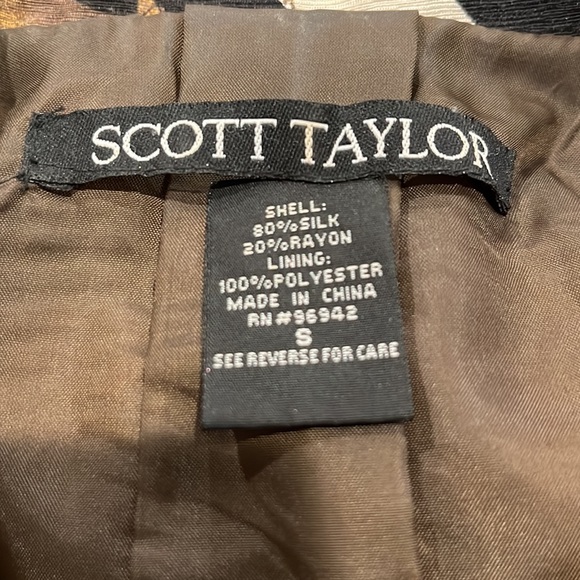 SCOTT TAYLOR
SHELL:
80%SILK
20%RAYON
LINING:
100%POLYESTER
MADE IN CHINA
RN#96942
S
SEE REVERSE FOR CARE